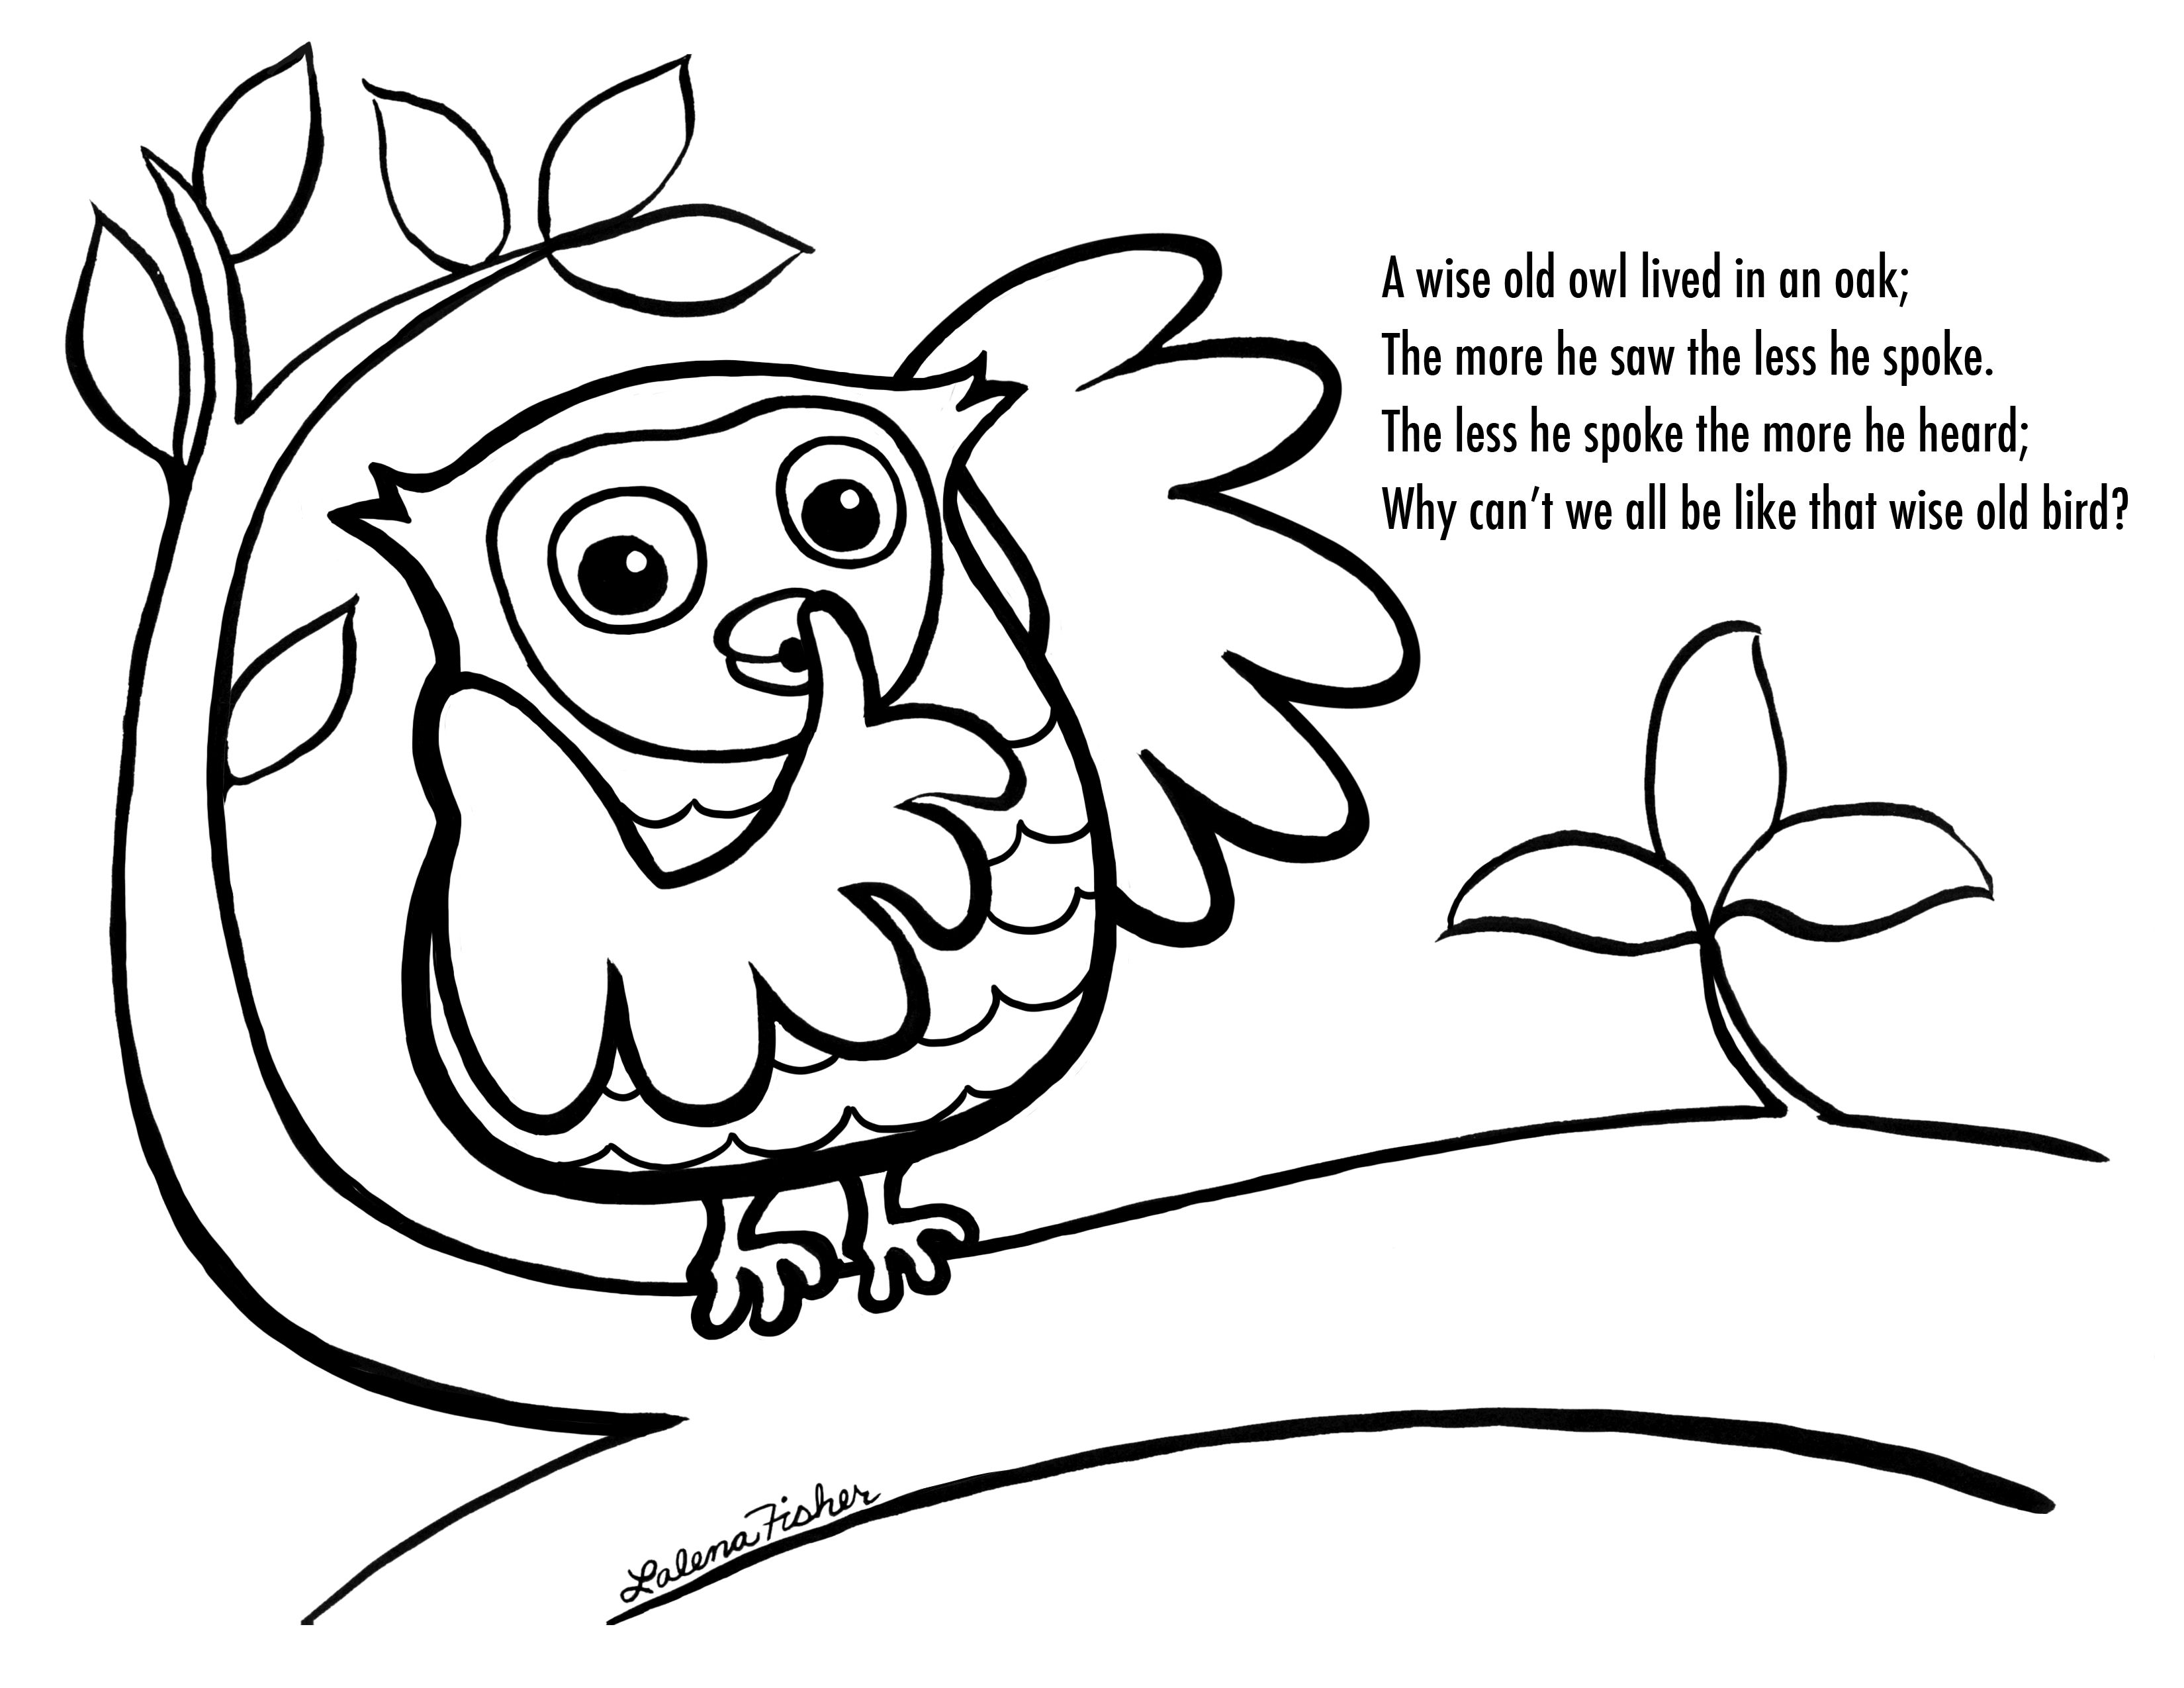 A wise old owl lived in an oak;
The more he saw the less he spoke.
The less he spoke the more he heard;
Why can’t we all be like that wise old bird?
Lalena Fisher